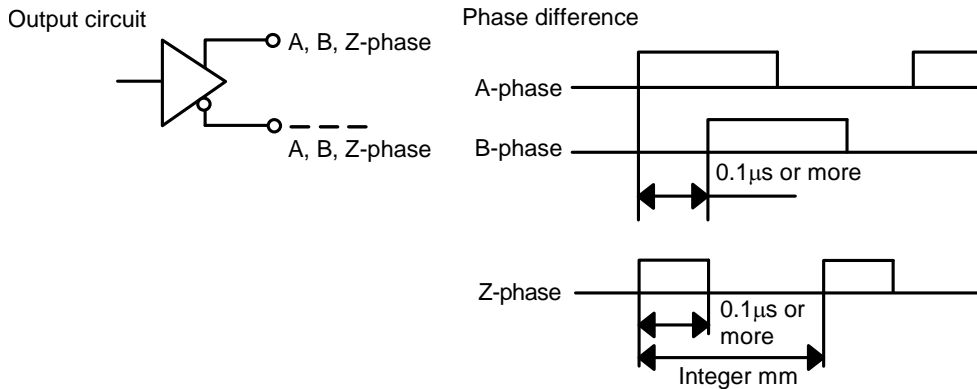 Output circuit
A, B, Z-phase
A, B, Z-phase
Phase difference
A-phase
B-phase
0.1μs or more
Z-phase
0.1μs or
more
Integer mm